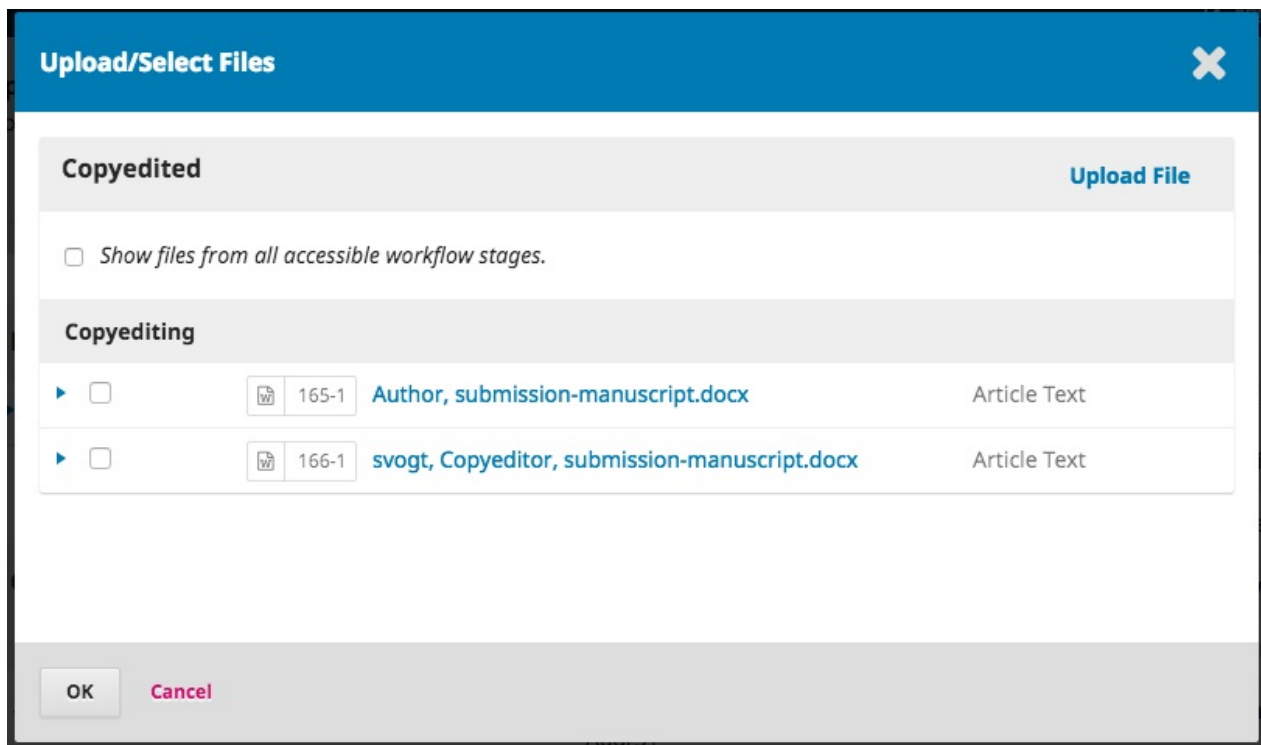 Upload/Select Files
Copyedited
Upload File
Show files from all accessible workflow stages.
Copyediting
165-1 Author, submission-manuscript.docx Article Text
166-1 svogt, Copyeditor, submission-manuscript.docx Article Text
OK Cancel